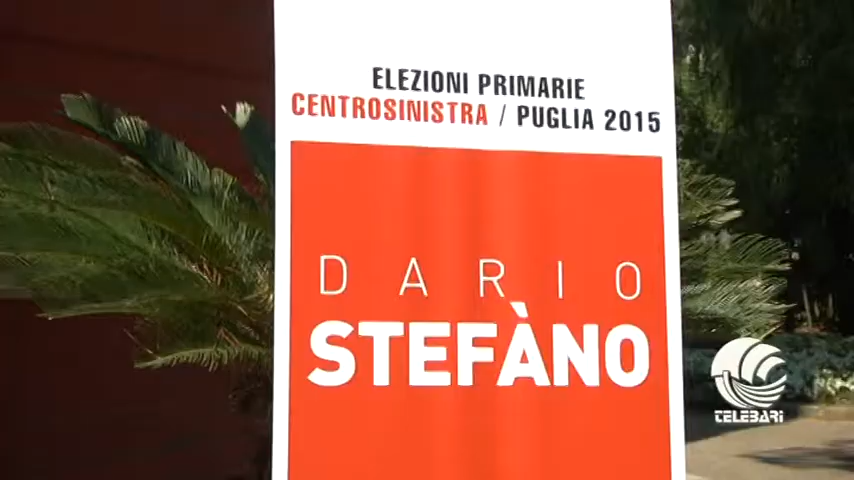 ELEZIONI PRIMARIE
CENTROSINISTRA / PUGLIA 2015
DARIO
STEFÀNO
TELEBARI